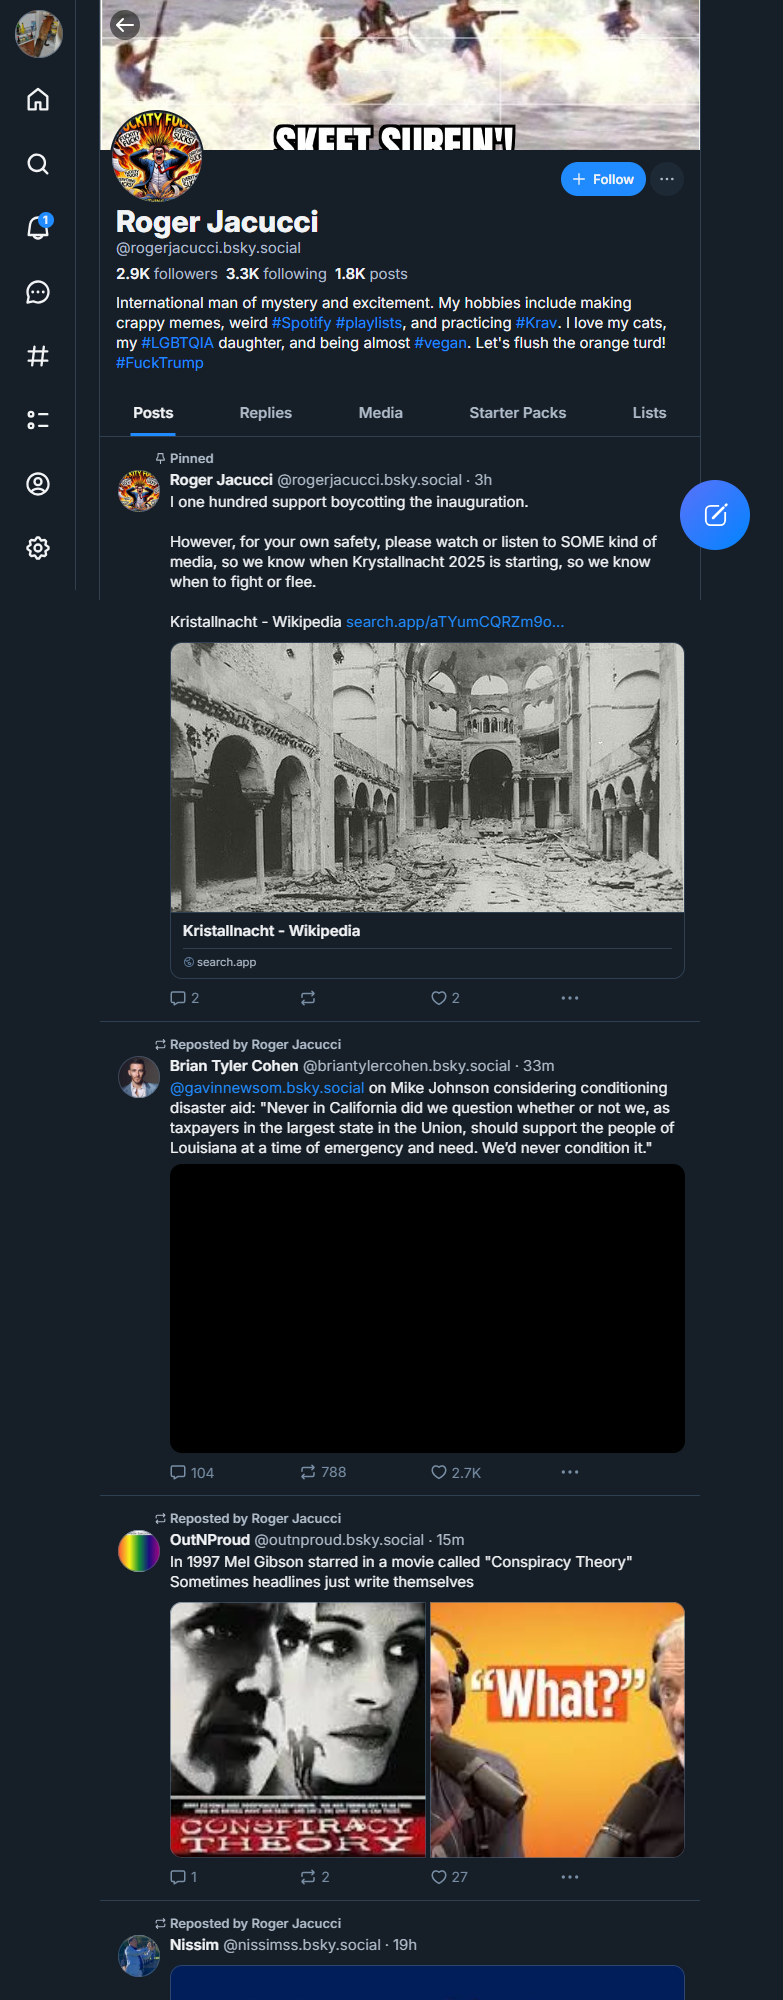 SKEET SURFIN'!
Follow
Roger Jacucci
@rogerjacucci.bsky.social
2.9K followers 3.3K following 1.8K posts
International man of mystery and excitement. My hobbies include making
crappy memes, weird #Spotify #playlists, and practicing #Krav. I love my cats,
my #LGBTQIA daughter, and being almost #vegan. Let's flush the orange turd!
#FuckTrump
Posts Replies Media Starter Packs Lists
1
Pinned
Roger Jacucci @rogerjacucci.bsky.social · 3h
I one hundred support boycotting the inauguration.
However, for your own safety, please watch or listen to SOME kind of
media, so we know when Krystallnacht 2025 is starting, so we know
when to fight or flee.
Kristallnacht - Wikipedia search.app/aTYumCQRZm9o...
Kristallnacht - Wikipedia
search.app
2 2
Reposted by Roger Jacucci
Brian Tyler Cohen @briantylercohen.bsky.social · 33m
@gavinnewsom.bsky.social on Mike Johnson considering conditioning
disaster aid: "Never in California did we question whether or not we, as
taxpayers in the largest state in the Union, should support the people of
Louisiana at a time of emergency and need. We'd never condition it."
104 788 2.7K
Reposted by Roger Jacucci
OutNProud @outnproud.bsky.social · 15m
In 1997 Mel Gibson starred in a movie called "Conspiracy Theory"
Sometimes headlines just write themselves
CONSPIRACY
THEORY
“What?”
1 2 27
Reposted by Roger Jacucci
Nissim @nissimss.bsky.social · 19h